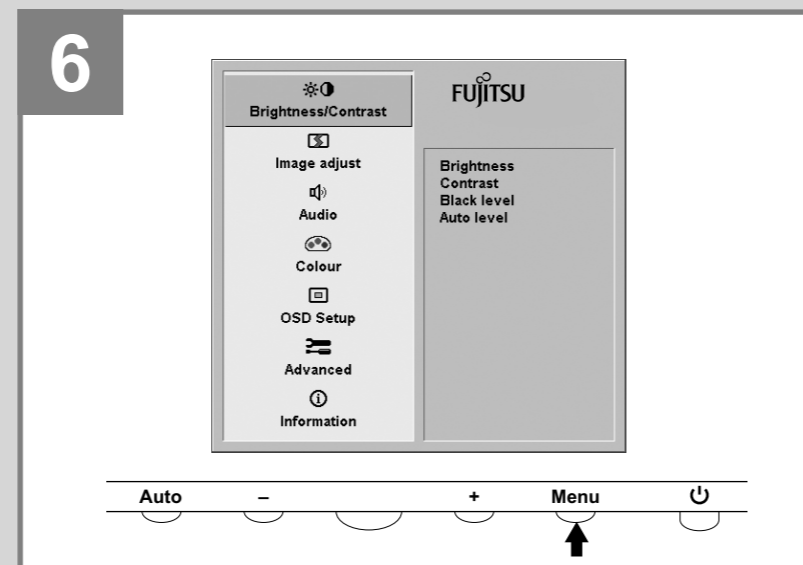 6
Brightness/Contrast
Image adjust
Audio
Colour
OSD Setup
Advanced
Information
FUJITSU
Brightness
Contrast
Black level
Auto level
Auto – + Menu